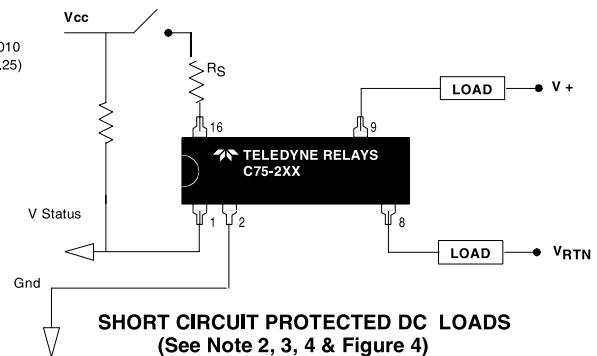 Vcc
010
.25)
RS
V +
LOAD
16
9
TELEDYNE RELAYS
C75-2XX
V Status
1
2
8
LOAD
VRTN
Gnd
SHORT CIRCUIT PROTECTED DC LOADS
(See Note 2, 3, 4 & Figure 4)